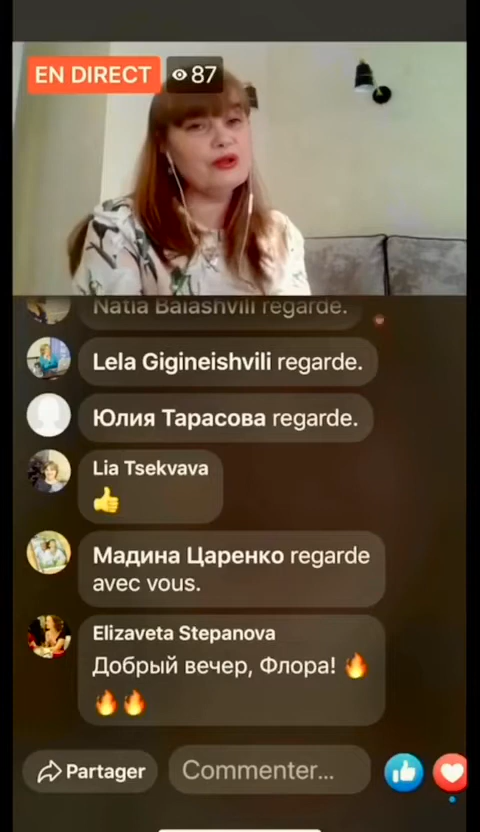 EN DIRECT 87
Natia Balashvili regarde.
Lela Gigineishvili regarde.
Юлия Тарасова regarde.
Lia Tsekvava
Мадина Царенко regarde
avec vous.
Elizaveta Stepanova
Добрый вечер, Флора!
Partager
Commenter...